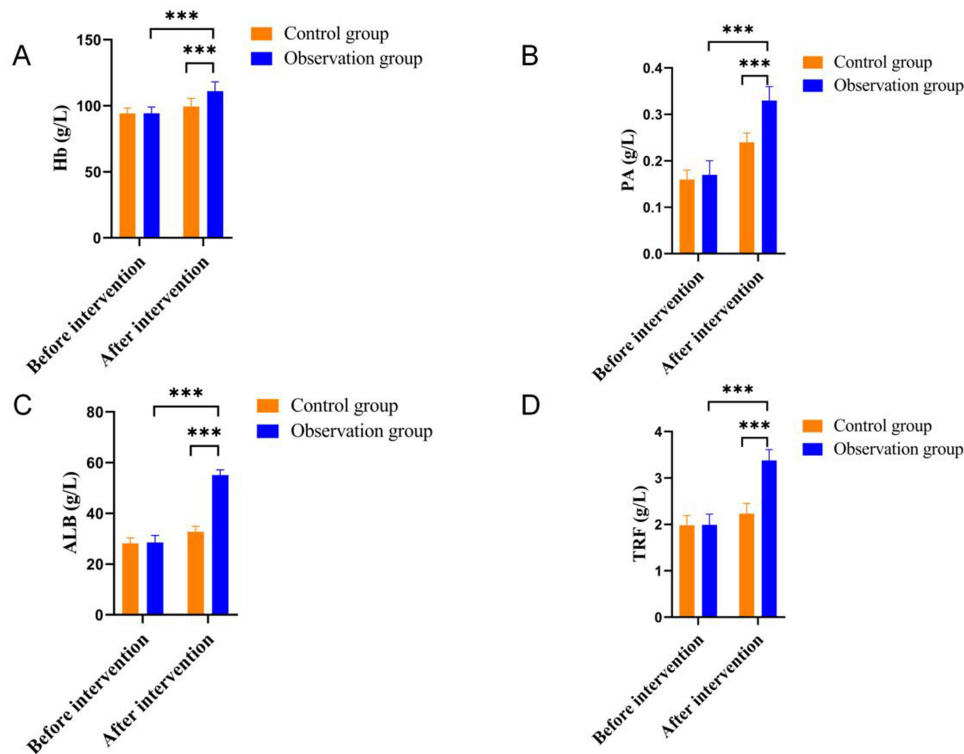 A
***
***
Control group
Observation group
150
100
50
0
Hb (g/L)
Before intervention
After intervention
B
***
***
Control group
Observation group
0.4
0.3
0.2
0.1
0.0
PA (g/L)
Before intervention
After intervention
C
***
***
Control group
Observation group
80
60
40
20
0
ALB (g/L)
Before intervention
After intervention
D
***
***
Control group
Observation group
4
3
2
1
0
TRF (g/L)
Before intervention
After intervention